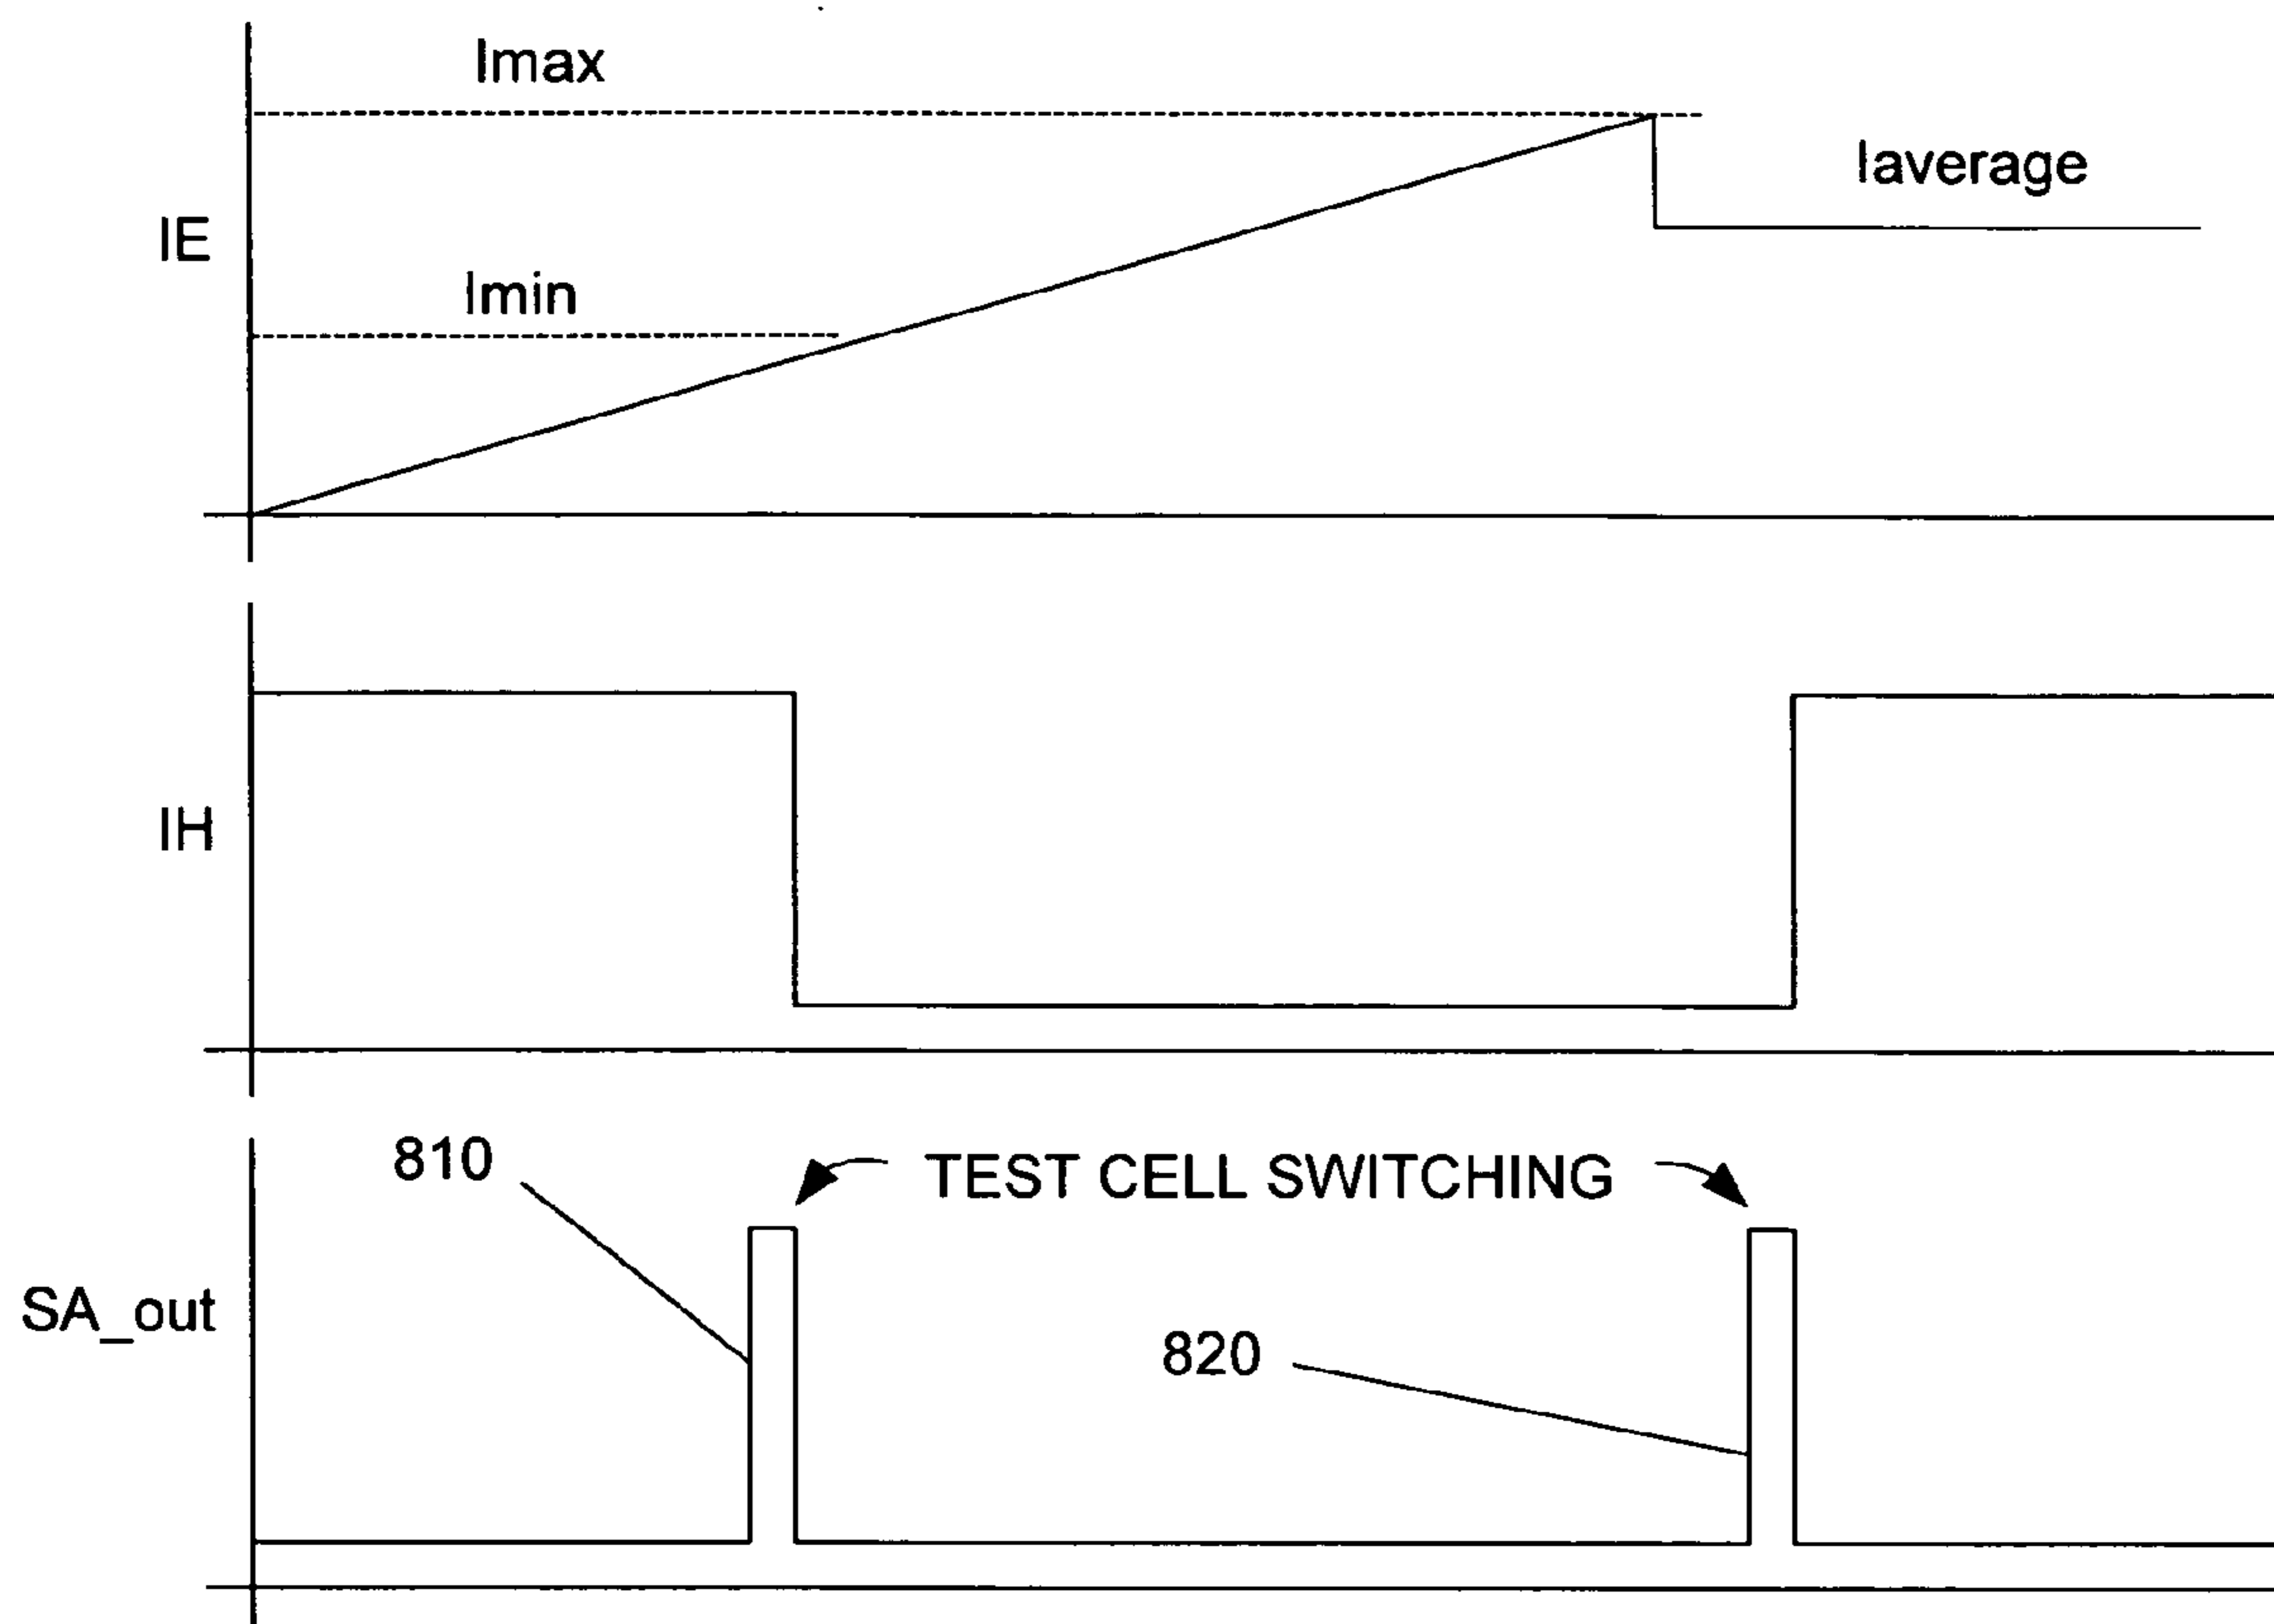 Imax
Iaverage
IE
Imin
IH
810
TEST CELL SWITCHING
SA_out
820